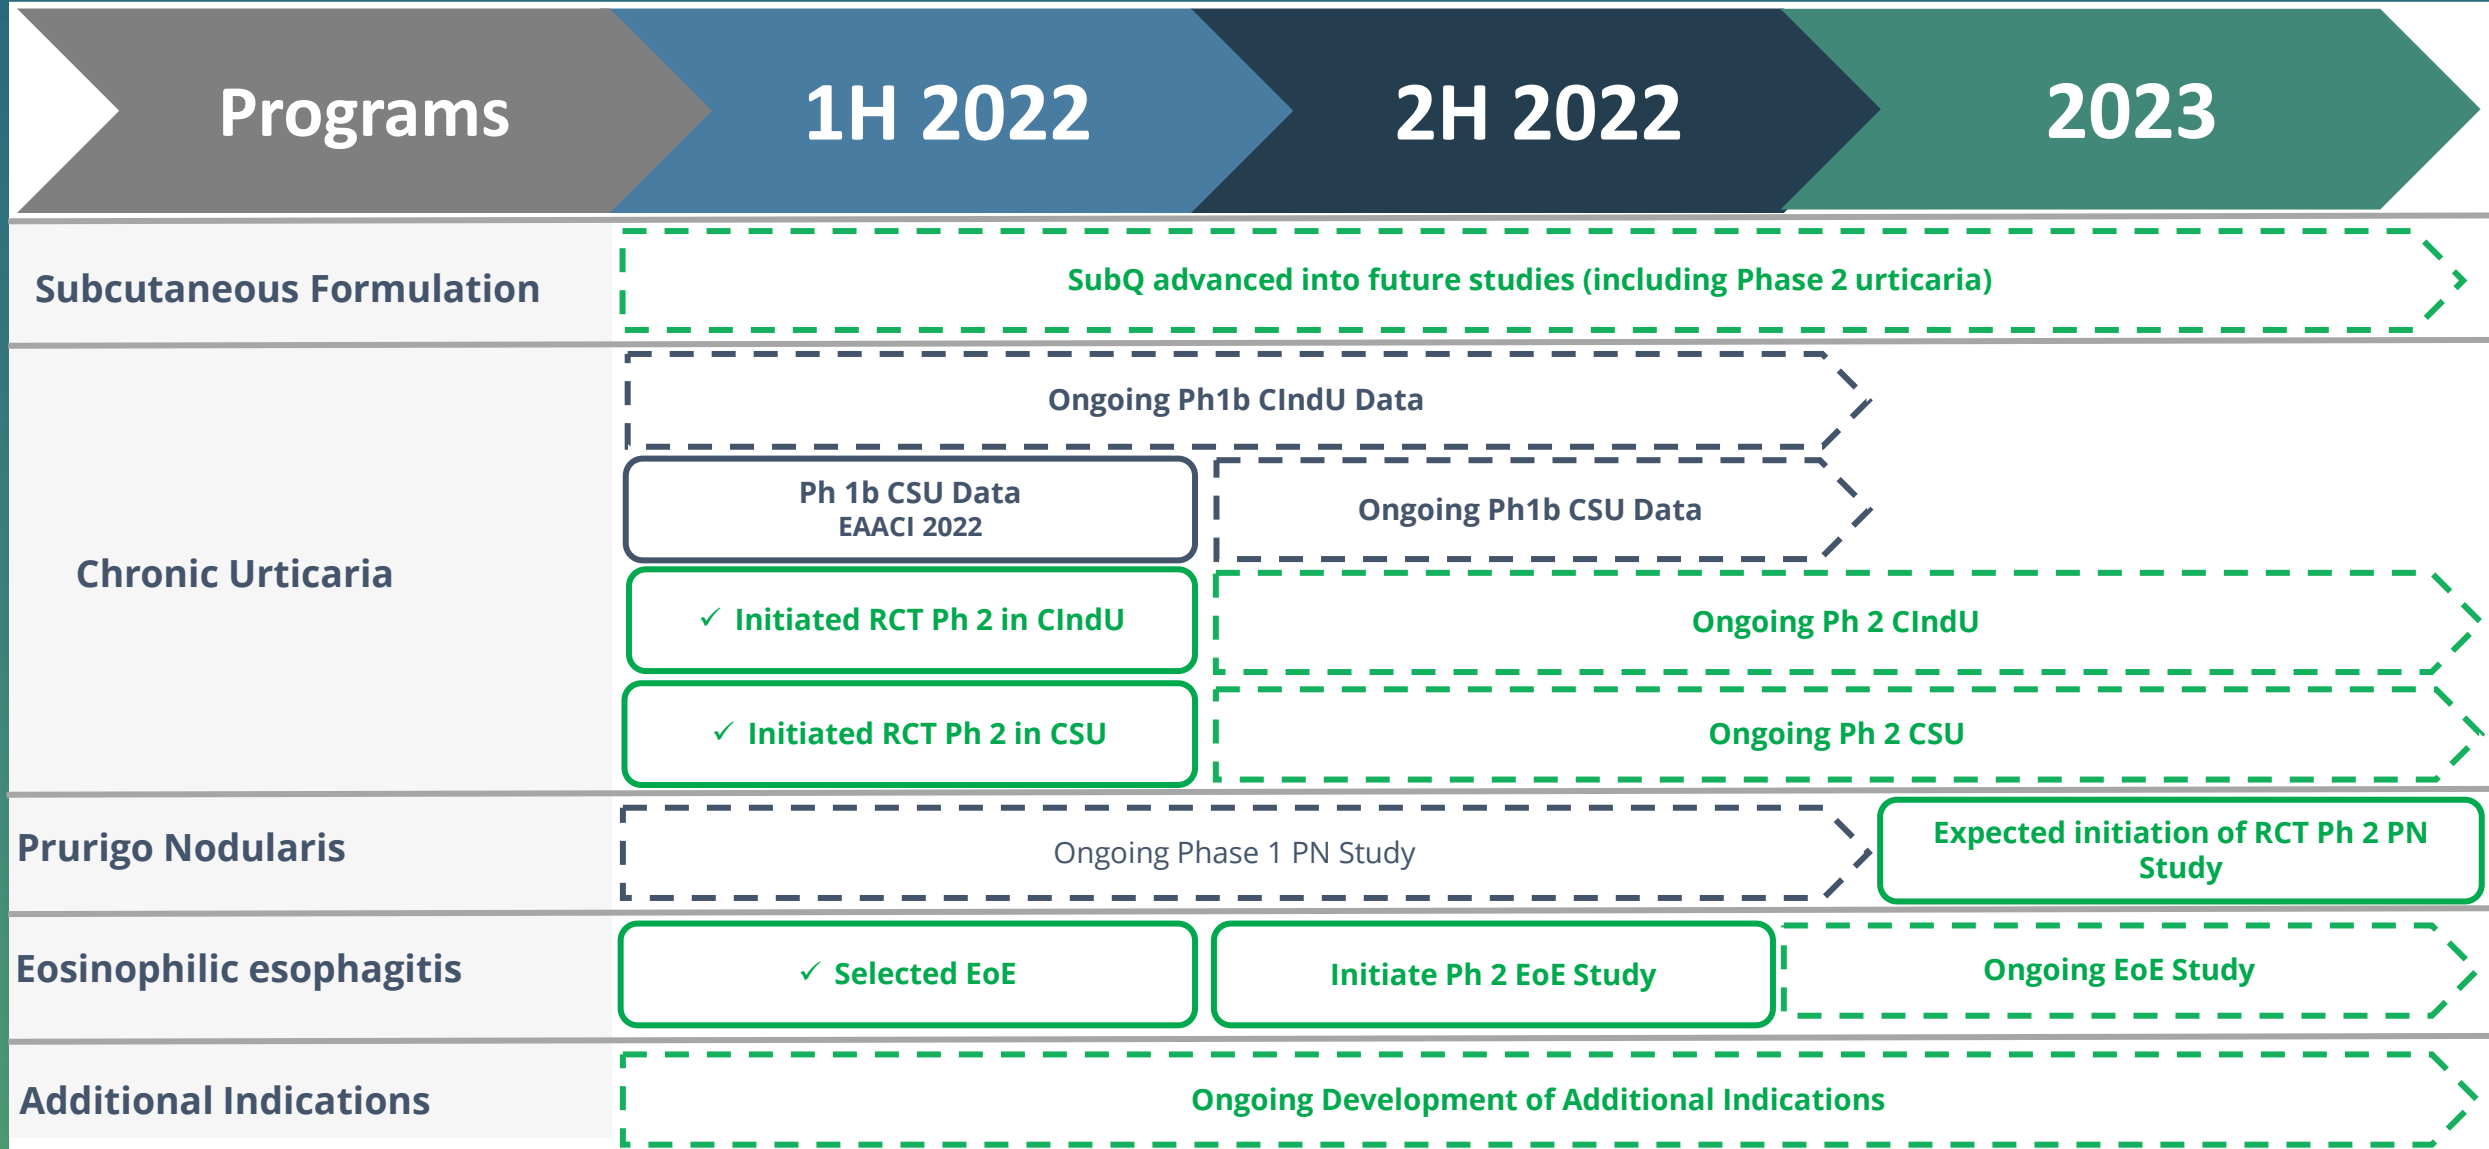 Programs
1H 2022
2H 2022
2023
Subcutaneous Formulation
SubQ advanced into future studies (including Phase 2 urticaria)
Chronic Urticaria
Ongoing Ph1b CIndU Data
Ph 1b CSU Data
EAACI 2022
Ongoing Ph1b CSU Data
✓ Initiated RCT Ph 2 in CIndU
Ongoing Ph 2 CIndU
✓ Initiated RCT Ph 2 in CSU
Ongoing Ph 2 CSU
Prurigo Nodularis
Ongoing Phase 1 PN Study
Expected initiation of RCT Ph 2 PN
Study
Eosinophilic esophagitis
✓ Selected EoE
Initiate Ph 2 EoE Study
Ongoing EoE Study
Additional Indications
Ongoing Development of Additional Indications